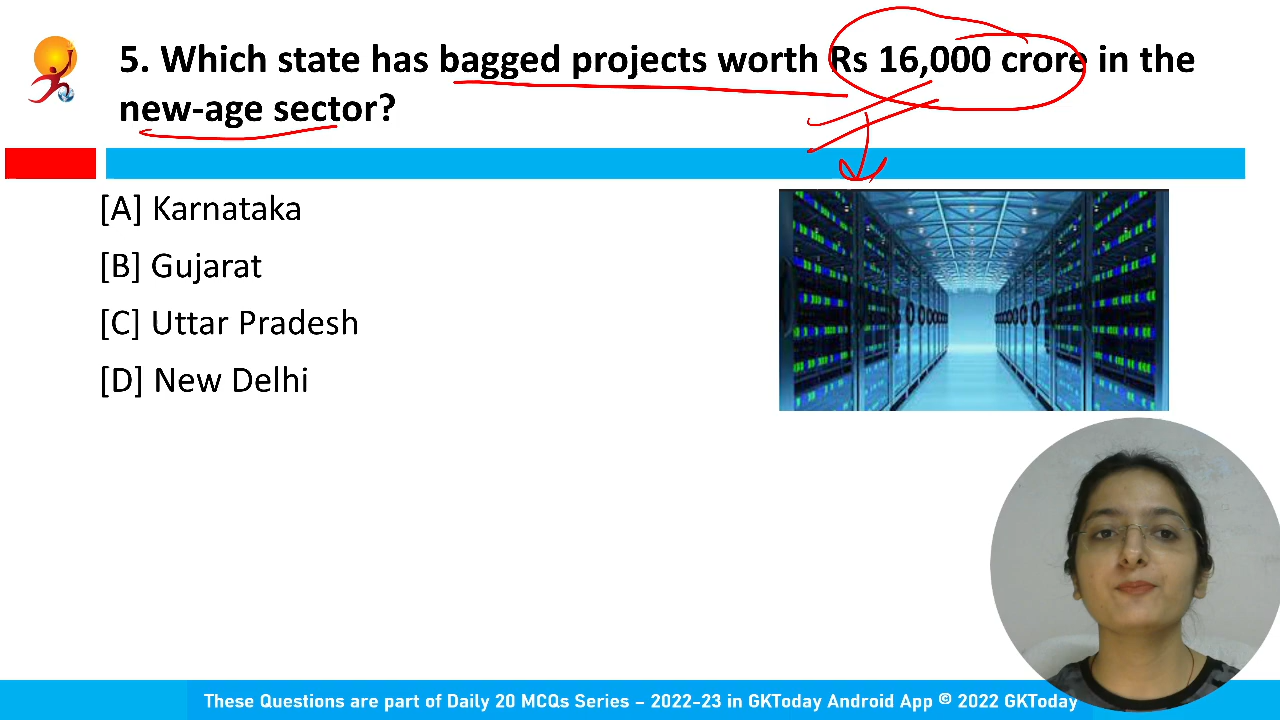 5. Which state has bagged projects worth Rs 16,000 crore in the
new-age sector?
[A] Karnataka
[B] Gujarat
[C] Uttar Pradesh
[D] New Delhi
These Questions are part of Daily 20 MCQs Series – 2022-23 in GKToday Android App © 2022 GKToday